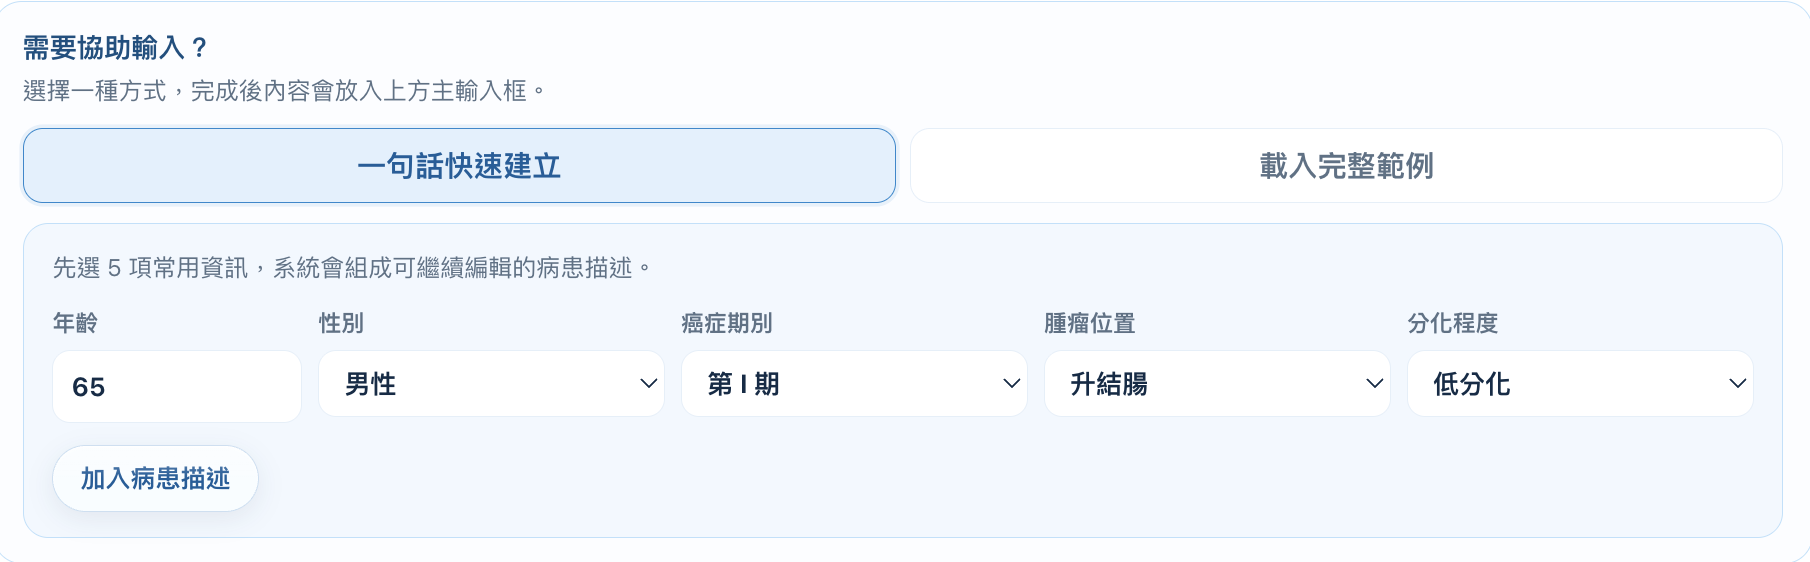 需要協助輸入？
選擇一種方式，完成後內容會放入上方主輸入框。
一句話快速建立
載入完整範例
先選 5 項常用資訊，系統會組成可繼續編輯的病患描述。
年齡 性別 癌症期別 腫瘤位置 分化程度
65 男性 第 I 期 升結腸 低分化
加入病患描述